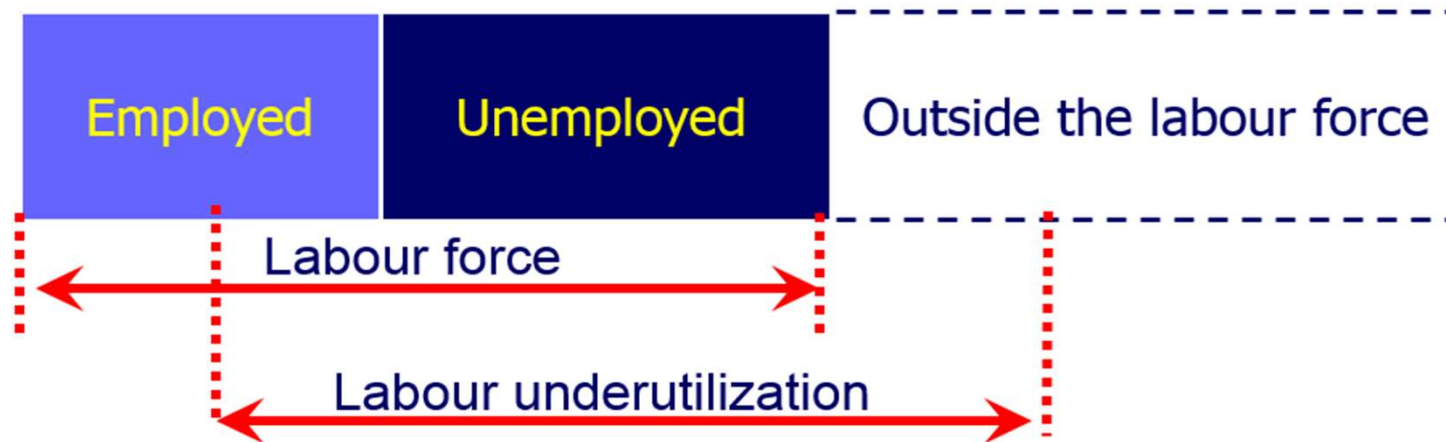 Employed
Unemployed
Outside the labour force
Labour force
Labour underutilization